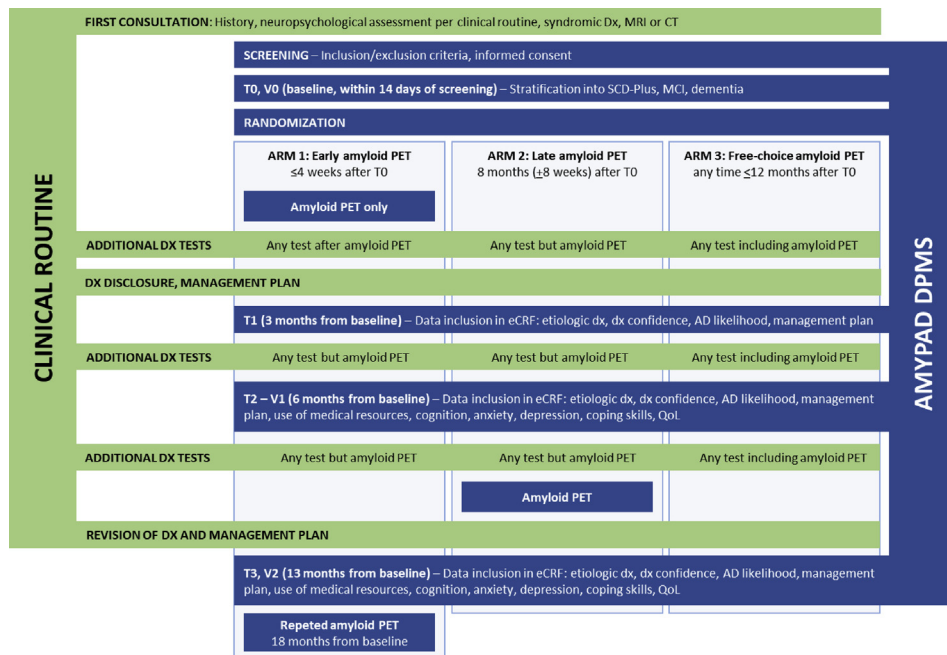 FIRST CONSULTATION: History, neuropsychological assessment per clinical routine, syndromic Dx, MRI or CT
SCREENING – Inclusion/exclusion criteria, informed consent
T0, V0 (baseline, within 14 days of screening) – Stratification into SCD-Plus, MCI, dementia
RANDOMIZATION
ARM 1: Early amyloid PET
≤4 weeks after T0
Amyloid PET only
ARM 2: Late amyloid PET
8 months (±8 weeks) after T0
ARM 3: Free-choice amyloid PET
any time ≤12 months after T0
ADDITIONAL DX TESTS
Any test after amyloid PET
Any test but amyloid PET
Any test including amyloid PET
DX DISCLOSURE, MANAGEMENT PLAN
T1 (3 months from baseline) – Data inclusion in eCRF: etiologic dx, dx confidence, AD likelihood, management plan
ADDITIONAL DX TESTS
Any test but amyloid PET
Any test but amyloid PET
Any test including amyloid PET
T2 – V1 (6 months from baseline) – Data inclusion in eCRF: etiologic dx, dx confidence, AD likelihood, management
plan, use of medical resources, cognition, anxiety, depression, coping skills, QoL
ADDITIONAL DX TESTS
Any test but amyloid PET
Any test but amyloid PET
Any test including amyloid PET
Amyloid PET
REVISION OF DX AND MANAGEMENT PLAN
T3, V2 (13 months from baseline) – Data inclusion in eCRF: etiologic dx, dx confidence, AD likelihood, management
plan, use of medical resources, cognition, anxiety, depression, coping skills, QoL
Repeted amyloid PET
18 months from baseline
CLINICAL ROUTINE
AMYPAD DPMS